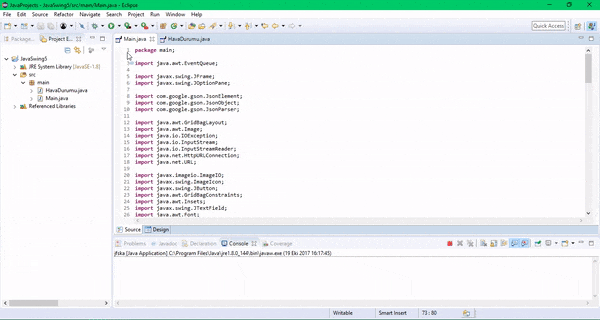 JavaProjects - JavaSwing5/src/main/Main.java - Eclipse
File Edit Source Refactor Navigate Search Project Run Window Help
Quick Access
Package...
Project E...
Main.java
HavaDurumu.java
JavaSwing5
JRE System Library [JavaSE-1.8]
src
main
HavaDurumu.java
Main.java
Referenced Libraries
1 package main;
2
3 import java.awt.EventQueue;
5
6 import javax.swing.JFrame;
7 import javax.swing.JOptionPane;
8 import com.google.gson.JsonElement;
9 import com.google.gson.JsonObject;
10 import com.google.gson.JsonParser;
11
12 import java.awt.GridBagLayout;
13 import java.awt.Image;
14 import java.io.IOException;
15 import java.io.InputStream;
16 import java.io.InputStreamReader;
17 import java.net.HttpURLConnection;
18 import java.net.URL;
19
20 import javax.imageio.ImageIO;
21 import javax.swing.ImageIcon;
22 import javax.swing.JButton;
23 import java.awt.GridBagConstraints;
24 import java.awt.Insets;
25 import javax.swing.JTextField;
26 import java.awt.Font;
Source Design
Problems Javadoc Declaration Console Coverage
jfska [Java Application] C:\Program Files\Java\jre1.8.0_144\bin\javaw.exe (19 Eki 2017 16:17:45)
Writable Smart Insert 73 : 80